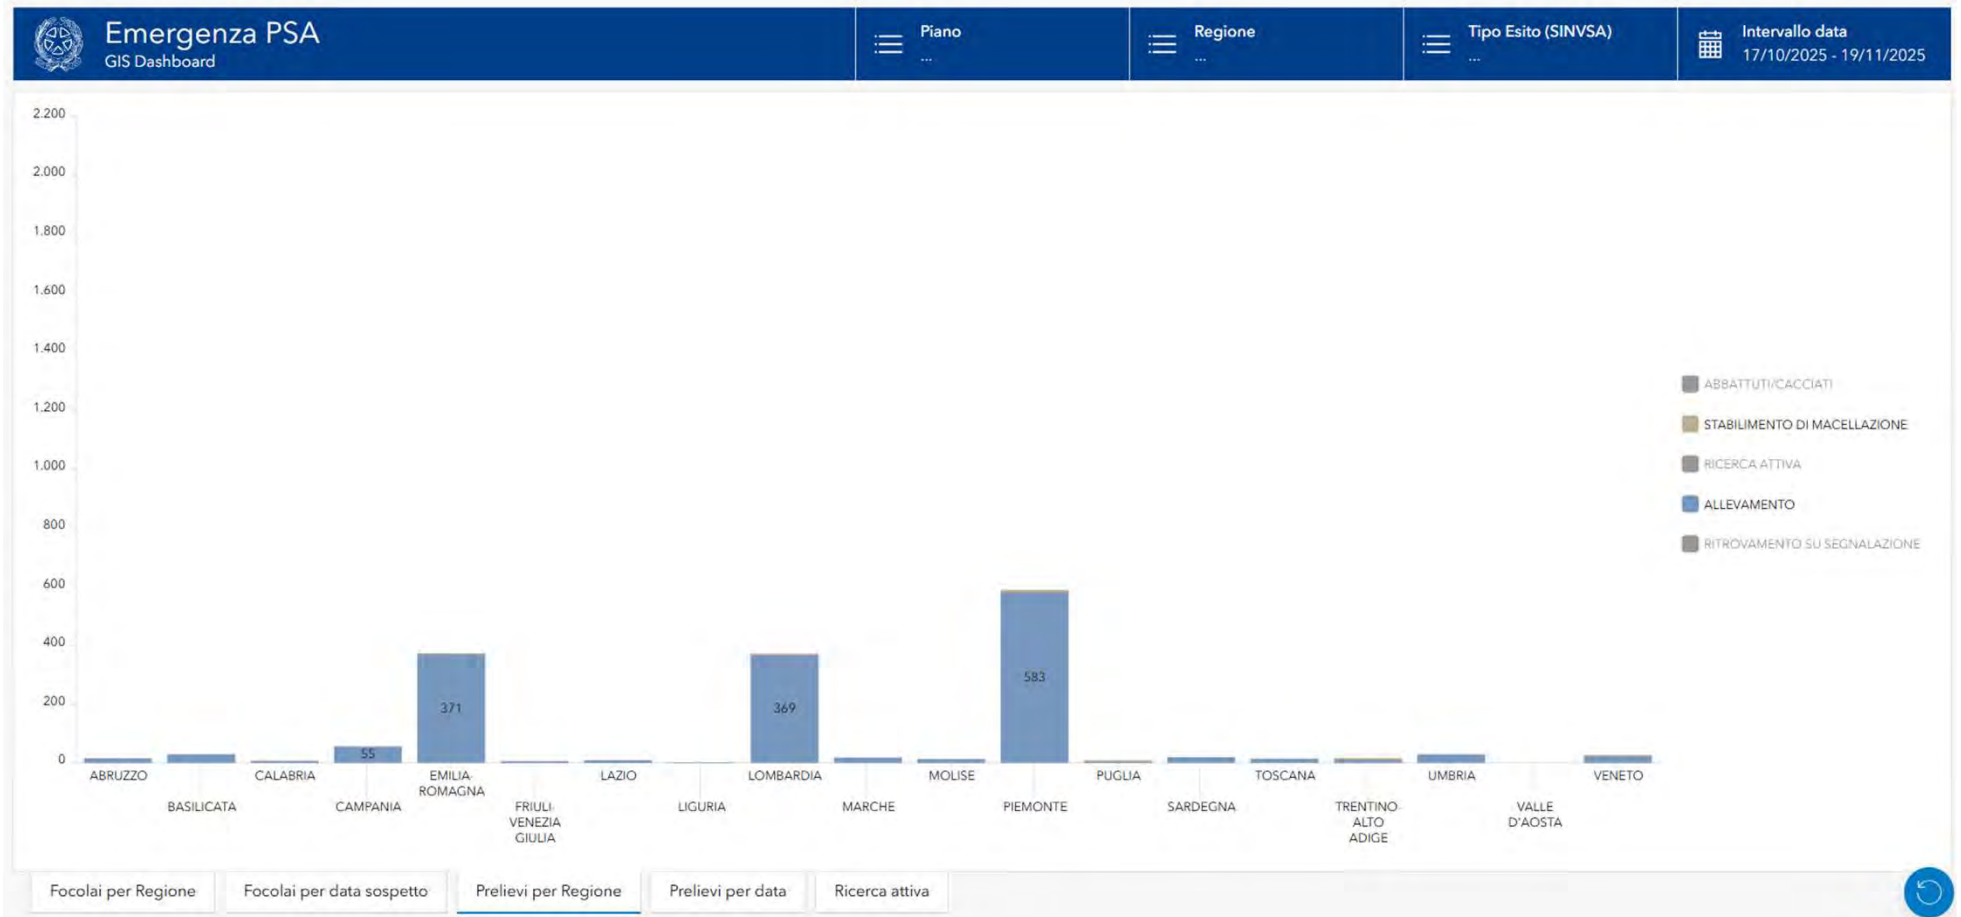 Emergenza PSA
GIS Dashboard
Piano
...
Regione
...
Tipo Esito (SINVSA)
...
Intervallo data
17/10/2025 - 19/11/2025
2.200
2.000
1.800
1.600
1.400
1.200
1.000
800
600
400
200
0
371
55
369
583
ABRUZZO
BASILICATA
CALABRIA
CAMPANIA
EMILIA-
ROMAGNA
FRIULI-
VENEZIA
GIULIA
LAZIO
LIGURIA
LOMBARDIA
MARCHE
MOLISE
PIEMONTE
PUGLIA
SARDEGNA
TOSCANA
TRENTINO-
ALTO
ADIGE
UMBRIA
VALLE
D'AOSTA
VENETO
ABBATTUTI/CACCIATI
STABILIMENTO DI MACELLAZIONE
RICERCA ATTIVA
ALLEVAMENTO
RITROVAMENTO SU SEGNALAZIONE
Focolai per Regione
Focolai per data sospetto
Prelievi per Regione
Prelievi per data
Ricerca attiva